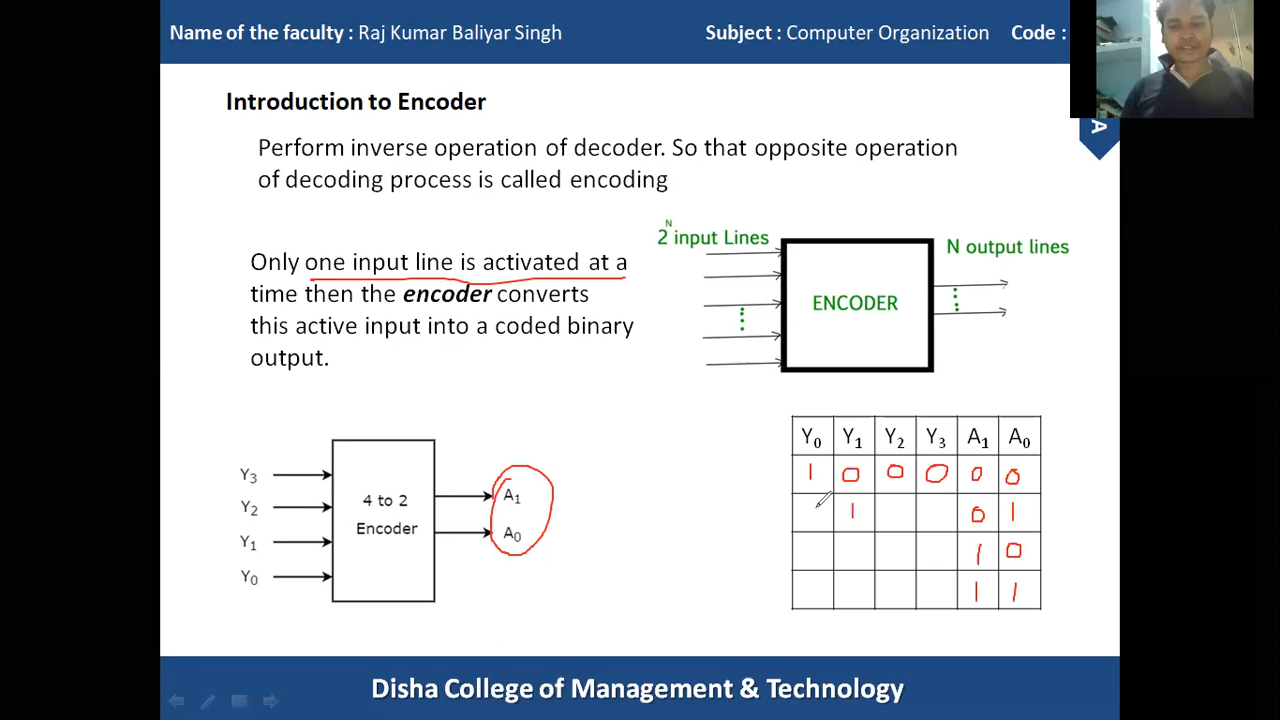 Name of the faculty : Raj Kumar Baliyar Singh Subject : Computer Organization Code :
A
Introduction to Encoder
Perform inverse operation of decoder. So that opposite operation
of decoding process is called encoding
Only one input line is activated at a
time then the encoder converts
this active input into a coded binary
output.
2^N input Lines
N output lines
ENCODER
Y3
Y2
Y1
Y0
4 to 2
Encoder
A1
A0
Y0 Y1 Y2 Y3 A1 A0
1 0 0 0 0 0
1 0 1
1 0
1 1
Disha College of Management & Technology